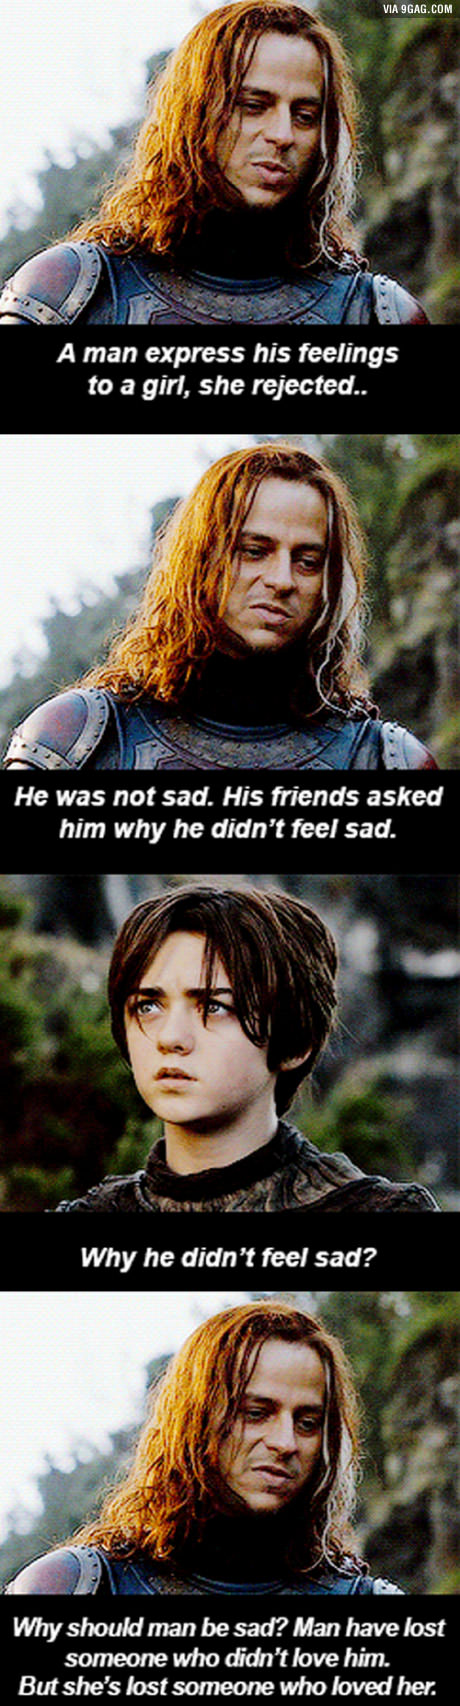 VIA 9GAG.COM
A man express his feelings
to a girl, she rejected..
He was not sad. His friends asked
him why he didn't feel sad.
Why he didn't feel sad?
Why should man be sad? Man have lost
someone who didn't love him.
But she's lost someone who loved her.